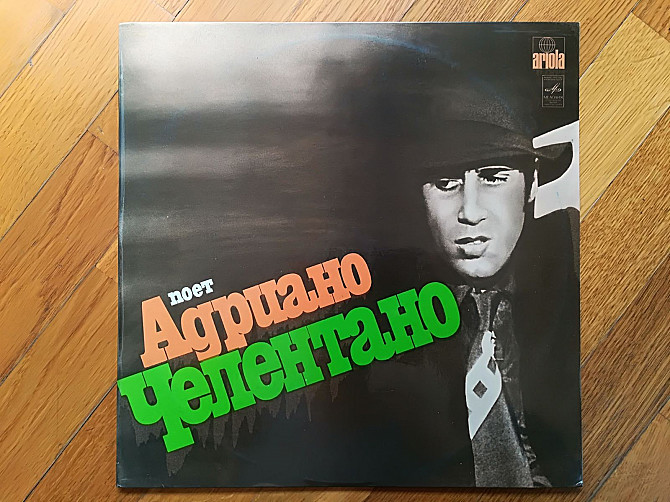 ariola
поет
Адриано
Челентано